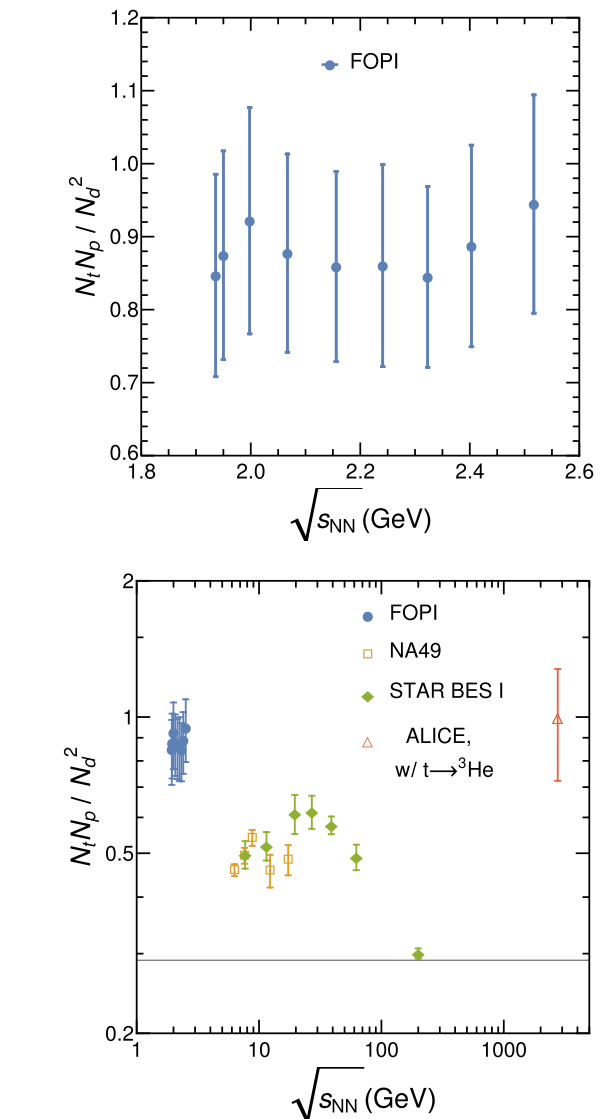 1.2
FOPI
1.1
1.0
0.9
0.8
0.7
0.6
N_t N_p / N_d^2
1.8 2.0 2.2 2.4 2.6
√s_NN (GeV)
2
FOPI
NA49
STAR BES I
ALICE,
w/ t⟶³He
1
0.5
0.2
N_t N_p / N_d^2
1 10 100 1000
√s_NN (GeV)